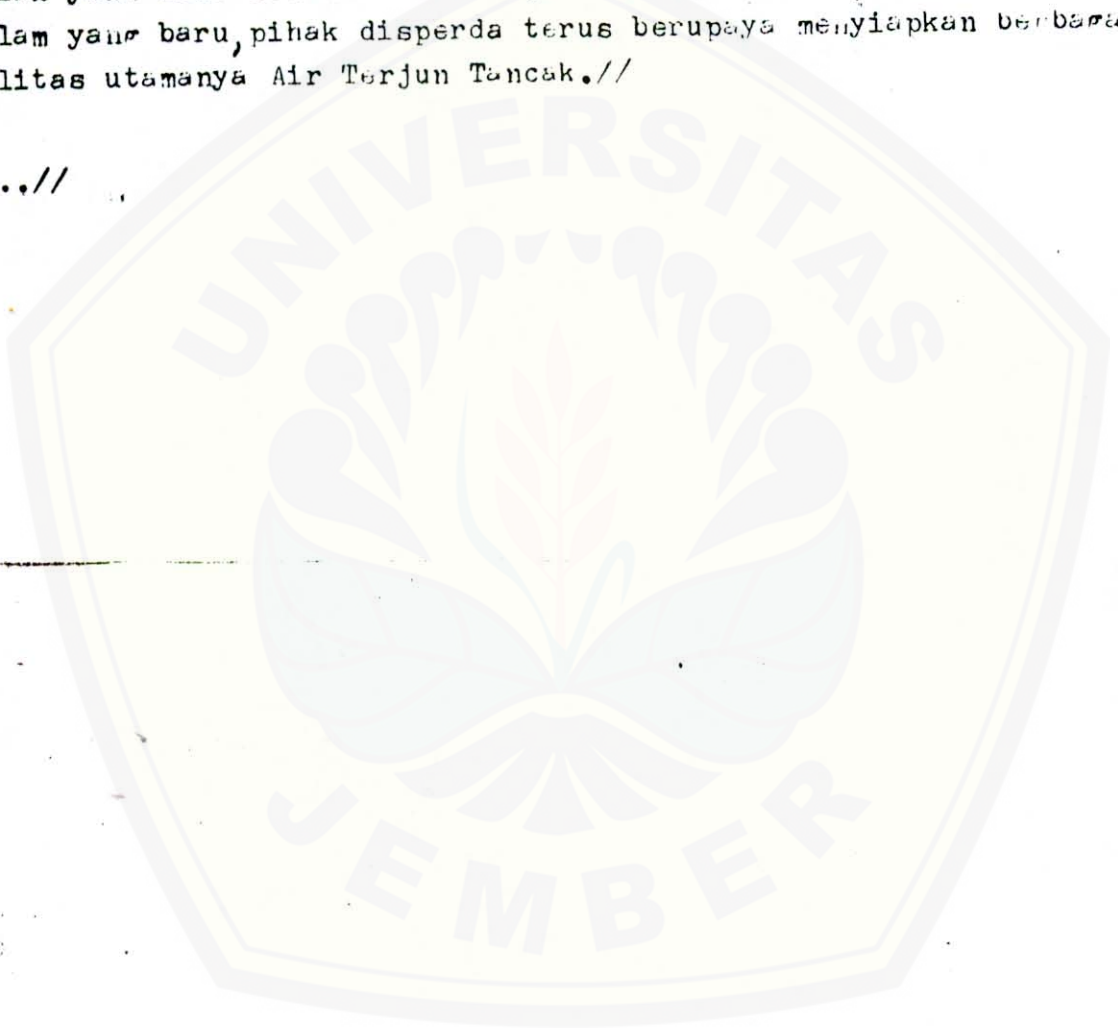 lam yang baru, pihak disperda terus berupaya menyiapkan berbaga
litas utamanya Air Terjun Tancak.//
..//
UNIVERSITAS
JEMBER